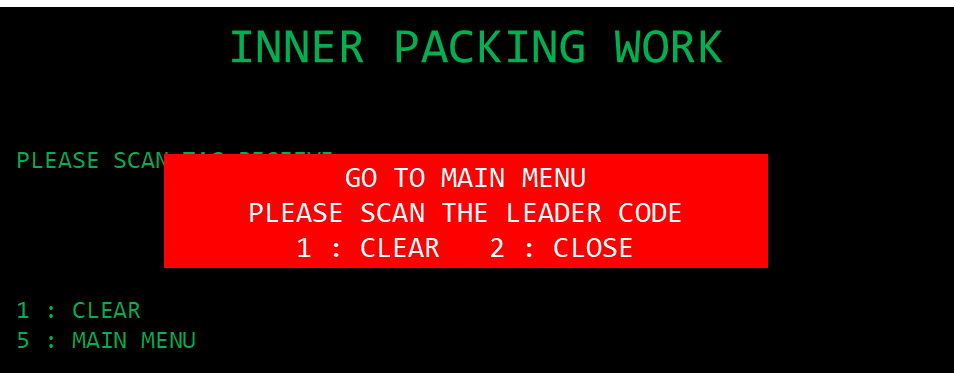 INNER PACKING WORK
PLEASE SCAN
GO TO MAIN MENU
PLEASE SCAN THE LEADER CODE
1 : CLEAR   2 : CLOSE
1 : CLEAR
5 : MAIN MENU